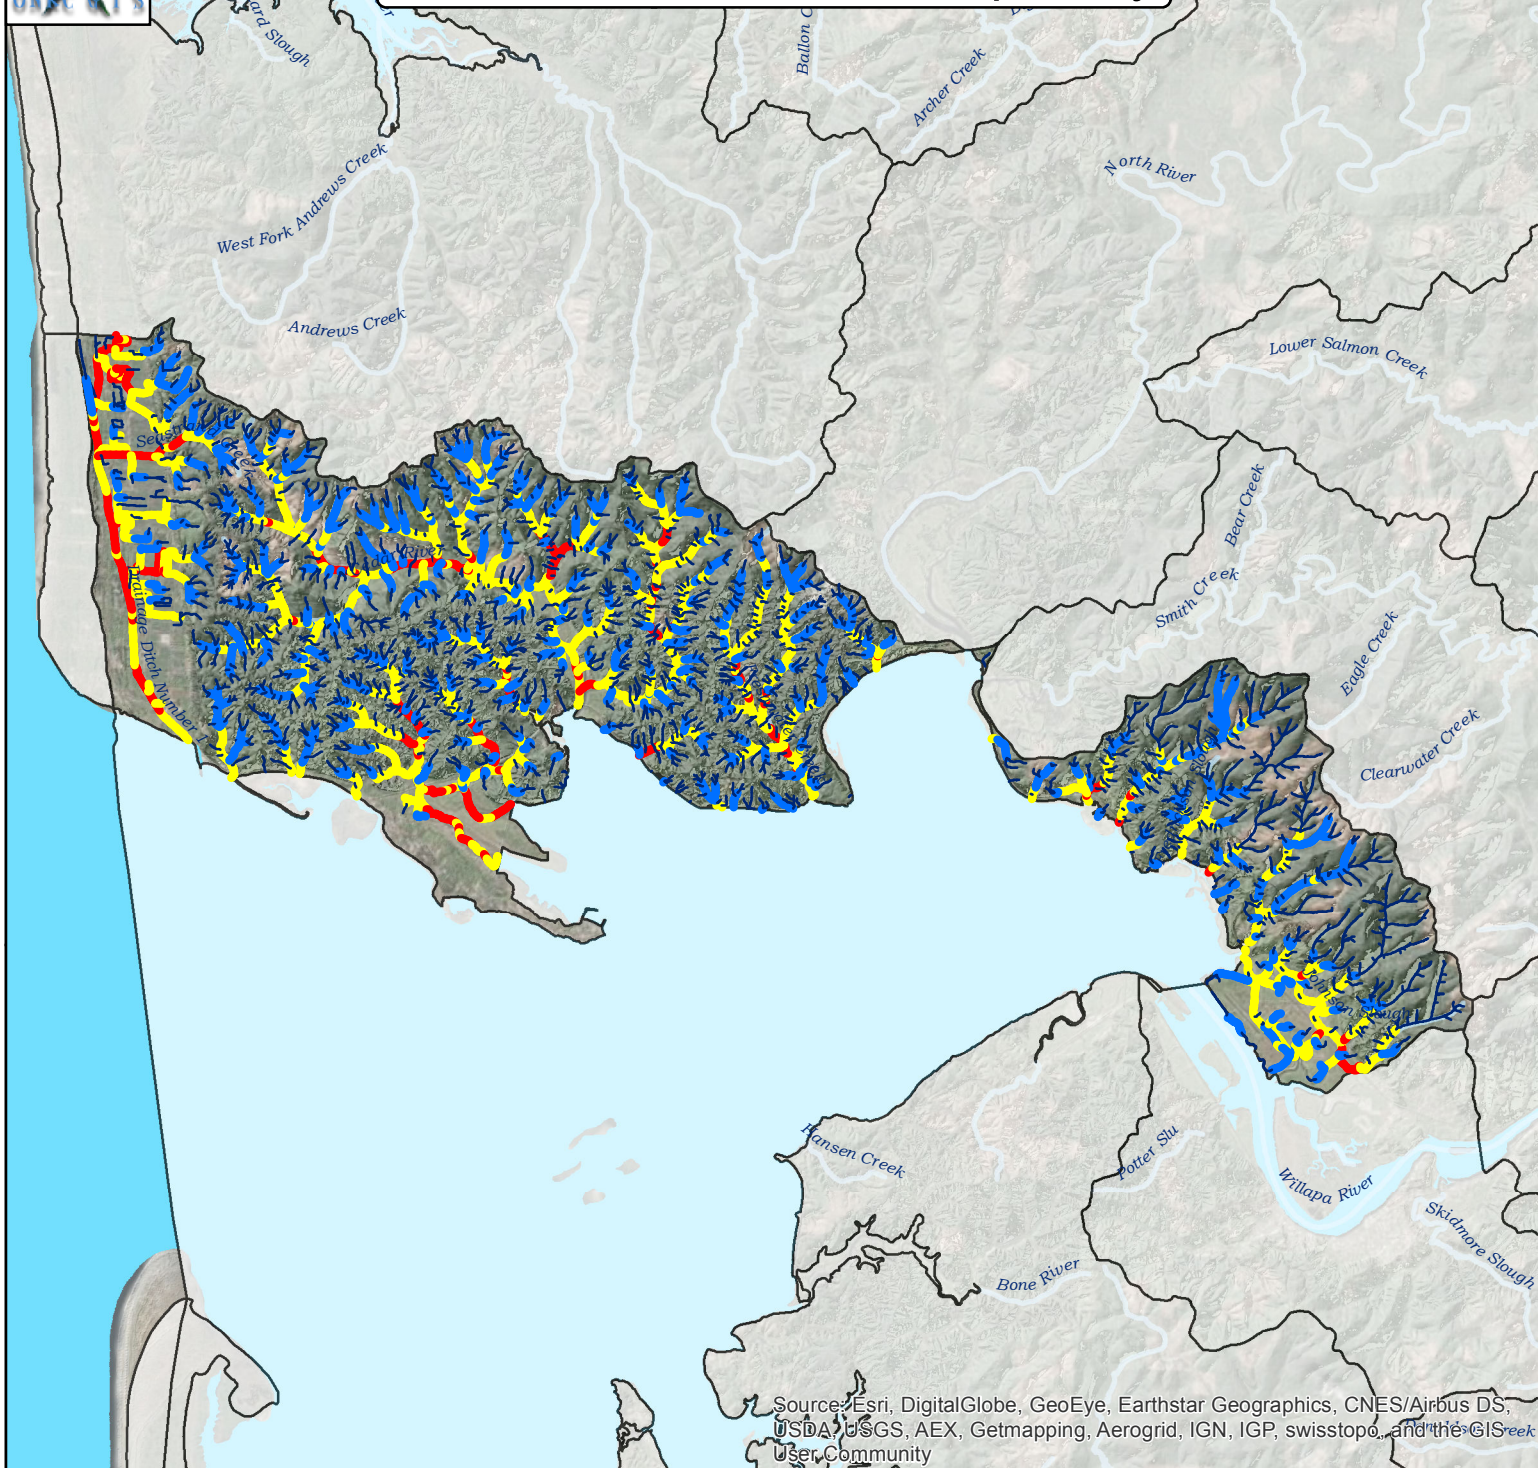 Ballon C
Archer Creek
North River
West Fork Andrews Creek
Andrews Creek
Lower Salmon Creek
Bear Creek
Smith Creek
Eagle Creek
Clearwater Creek
Drainage Ditch Number 1
Johnson Slough
Hansen Creek
Potter Slu
Willapa River
Skidmore Slough
Bone River
Source: Esri, DigitalGlobe, GeoEye, Earthstar Geographics, CNES/Airbus DS,
USDA, USGS, AEX, Getmapping, Aerogrid, IGN, IGP, swisstopo, and the GIS
User Community